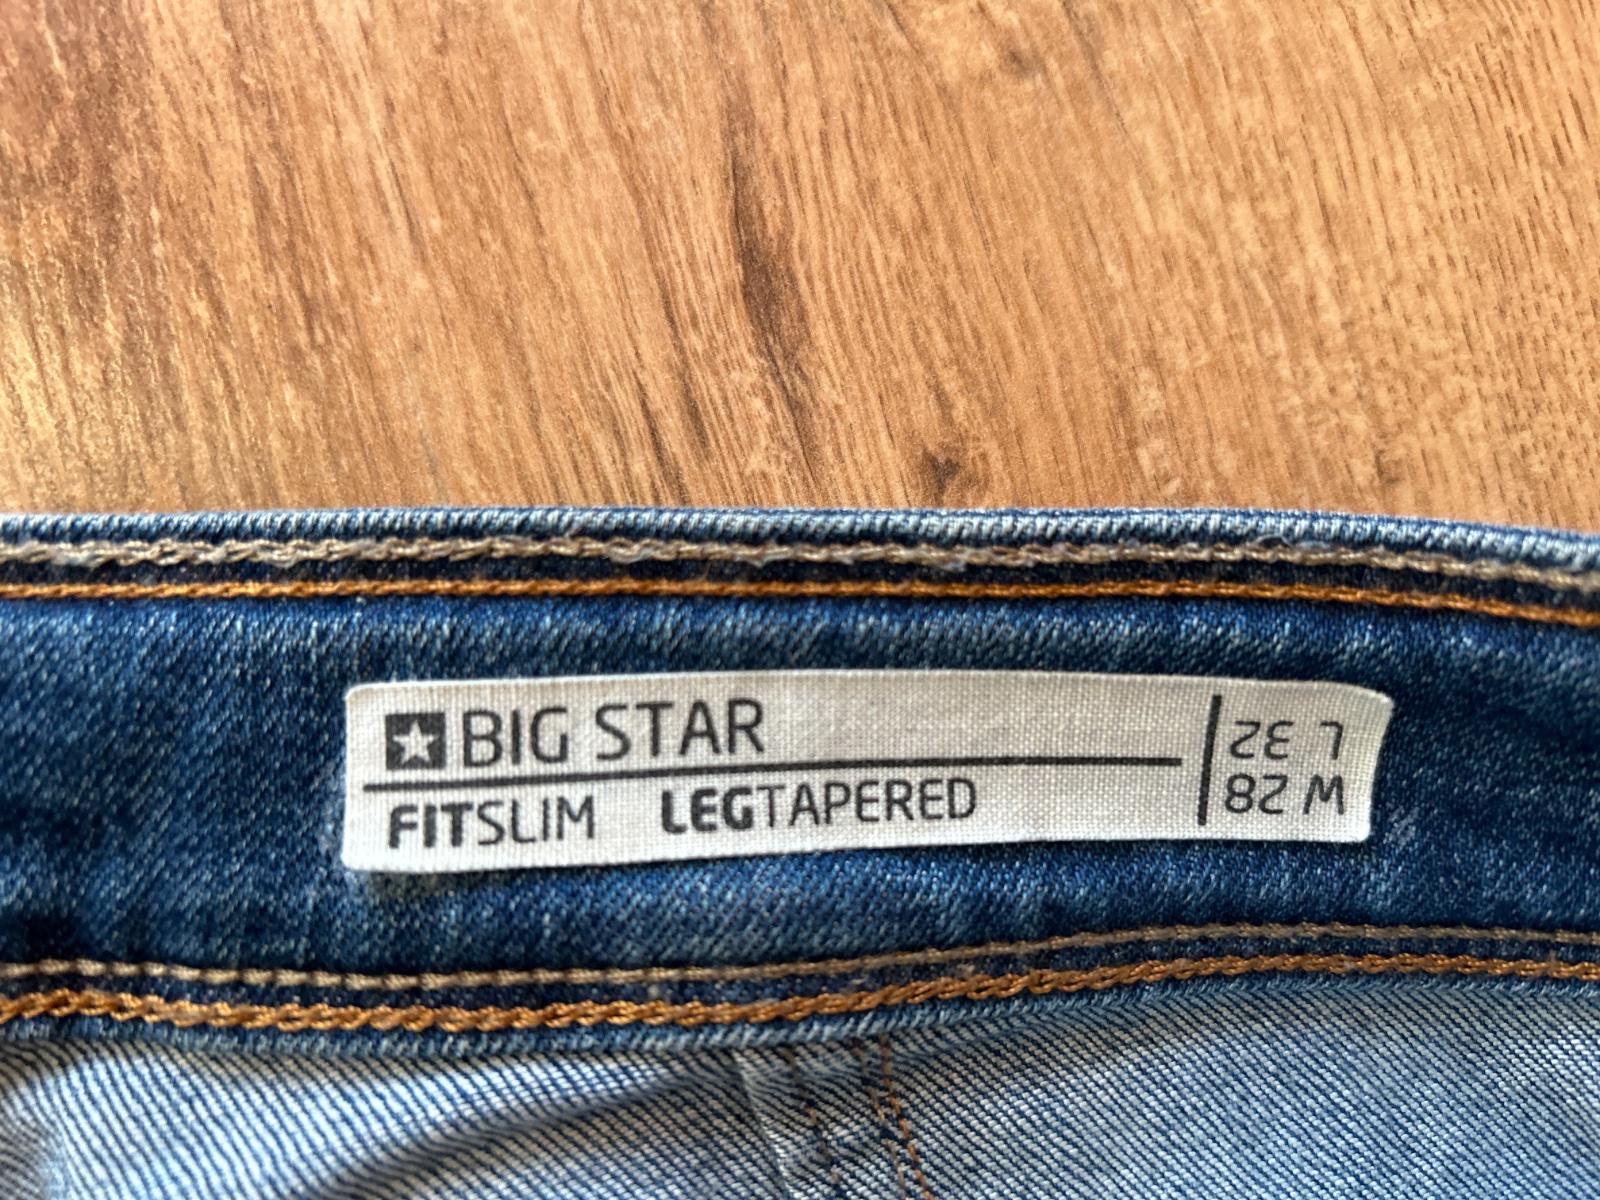 BIG STAR
FITSLIM LEGTAPERED
W 28
L 32